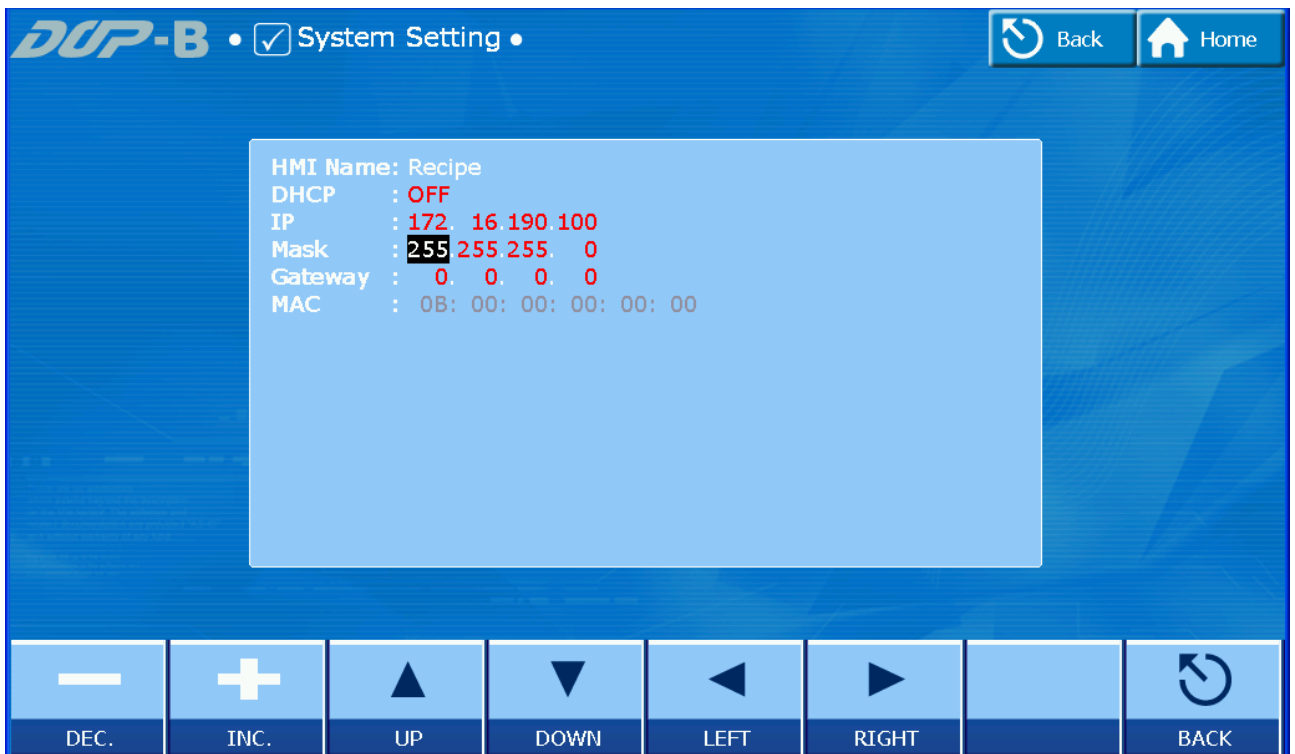 DOP-B • System Setting • Back Home
HMI Name: Recipe
DHCP : OFF
IP : 172. 16.190.100
Mask : 255.255.255. 0
Gateway : 0. 0. 0. 0
MAC : 0B: 00: 00: 00: 00: 00
DEC. INC. UP DOWN LEFT RIGHT BACK